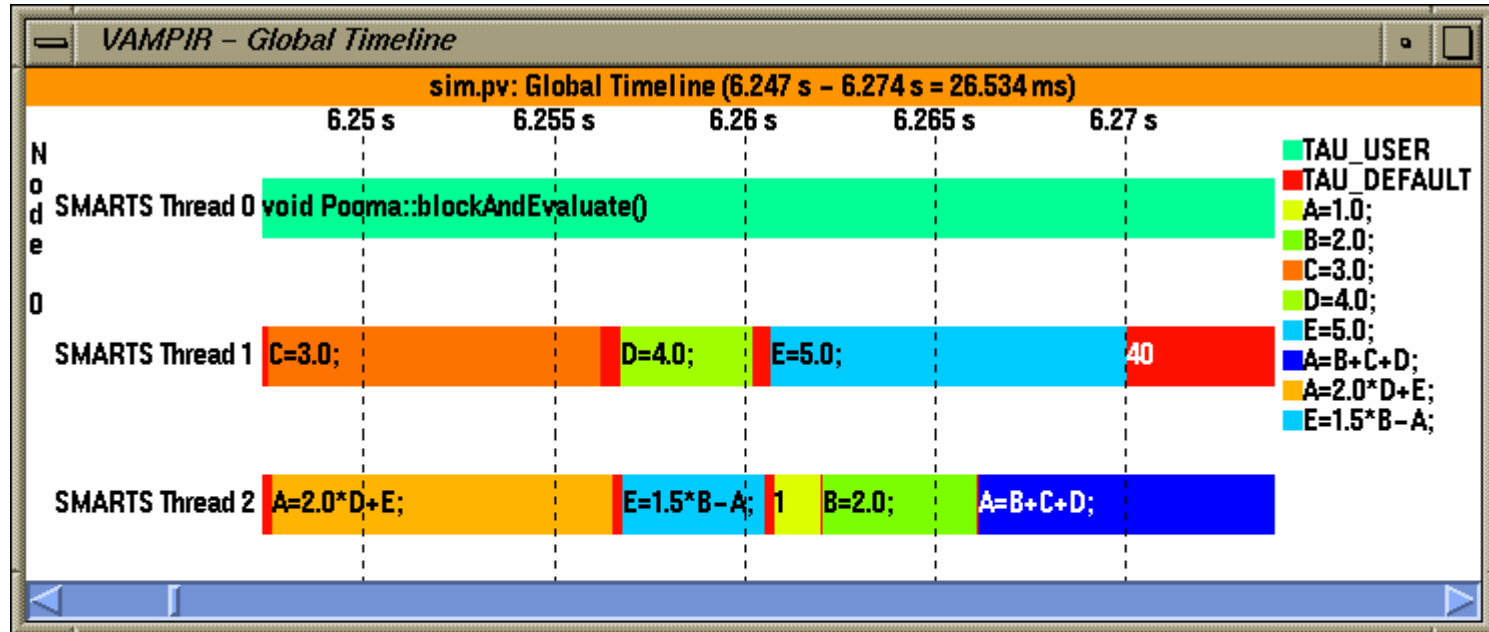 VAMPIR – Global Timeline
sim.pv: Global Timeline (6.247 s – 6.274 s = 26.534 ms)
6.25 s 6.255 s 6.26 s 6.265 s 6.27 s
Node 0
SMARTS Thread 0 void Pooma::blockAndEvaluate()
SMARTS Thread 1 C=3.0; D=4.0; E=5.0; 40
SMARTS Thread 2 A=2.0*D+E; E=1.5*B–A; 1 B=2.0; A=B+C+D;
TAU_USER
TAU_DEFAULT
A=1.0;
B=2.0;
C=3.0;
D=4.0;
E=5.0;
A=B+C+D;
A=2.0*D+E;
E=1.5*B–A;